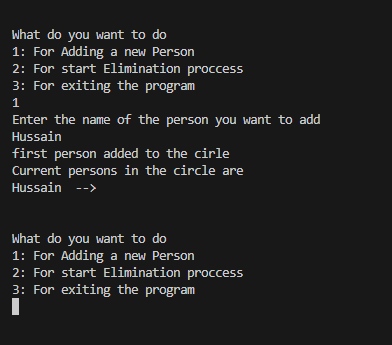 What do you want to do
1: For Adding a new Person
2: For start Elimination proccess
3: For exiting the program
1
Enter the name of the person you want to add
Hussain
first person added to the cirle
Current persons in the circle are
Hussain  -->
What do you want to do
1: For Adding a new Person
2: For start Elimination proccess
3: For exiting the program